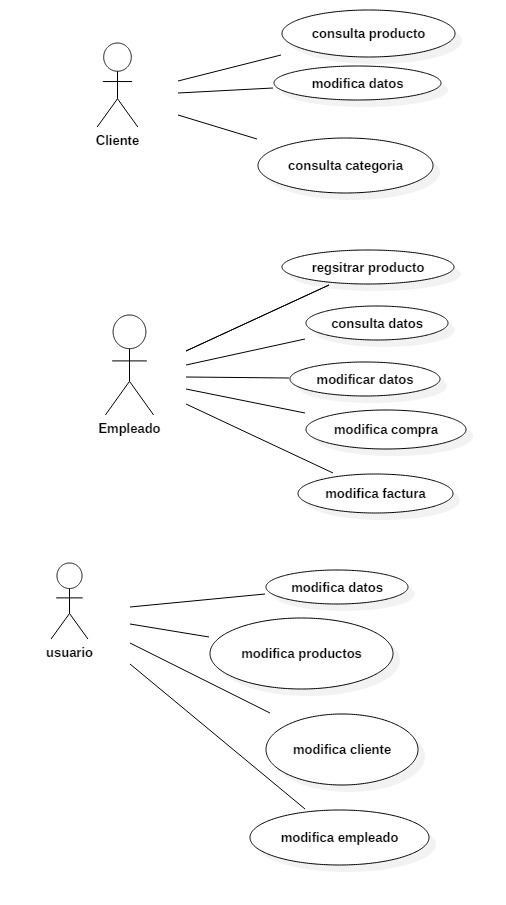 consulta producto
modifica datos
Cliente
consulta categoria
regsitrar producto
consulta datos
modificar datos
Empleado
modifica compra
modifica factura
modifica datos
usuario
modifica productos
modifica cliente
modifica empleado